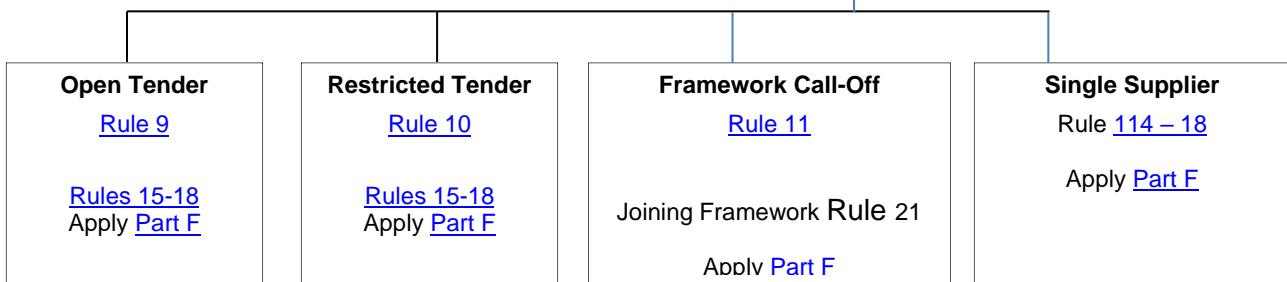 Open Tender
Rule 9
Rules 15-18
Apply Part F
Restricted Tender
Rule 10
Rules 15-18
Apply Part F
Framework Call-Off
Rule 11
Joining Framework Rule 21
Apply Part F
Single Supplier
Rule 114 – 18
Apply Part F